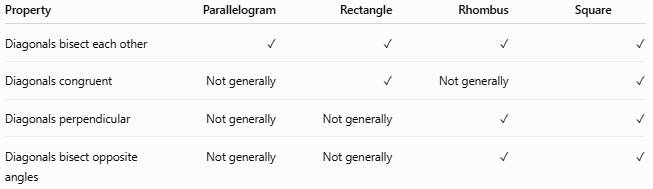 Property Parallelogram Rectangle Rhombus Square
Diagonals bisect each other ✓ ✓ ✓ ✓
Diagonals congruent Not generally ✓ Not generally ✓
Diagonals perpendicular Not generally Not generally ✓ ✓
Diagonals bisect opposite Not generally Not generally ✓ ✓
angles